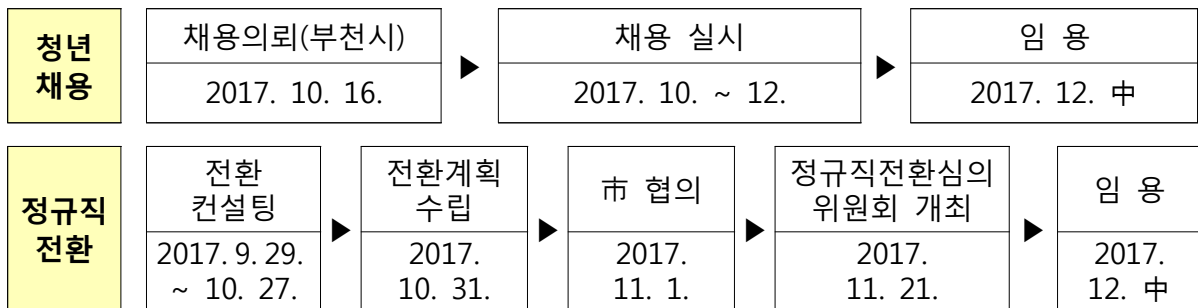 청년
채용
채용의뢰(부천시)
2017. 10. 16.
▶
채용 실시
2017. 10. ~ 12.
▶
임 용
2017. 12. 中
정규직
전환
전환
컨설팅
2017. 9. 29.
~ 10. 27.
▶
전환계획
수립
2017.
10. 31.
▶
市 협의
2017.
11. 1.
▶
정규직전환심의
위원회 개최
2017.
11. 21.
▶
임 용
2017.
12. 中